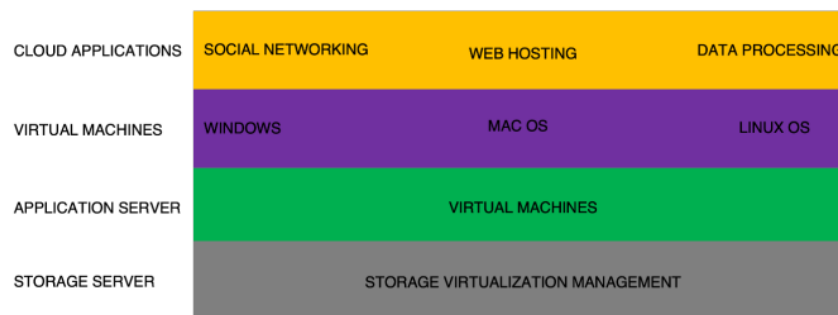 CLOUD APPLICATIONS SOCIAL NETWORKING WEB HOSTING DATA PROCESSING
VIRTUAL MACHINES WINDOWS MAC OS LINUX OS
APPLICATION SERVER VIRTUAL MACHINES
STORAGE SERVER STORAGE VIRTUALIZATION MANAGEMENT